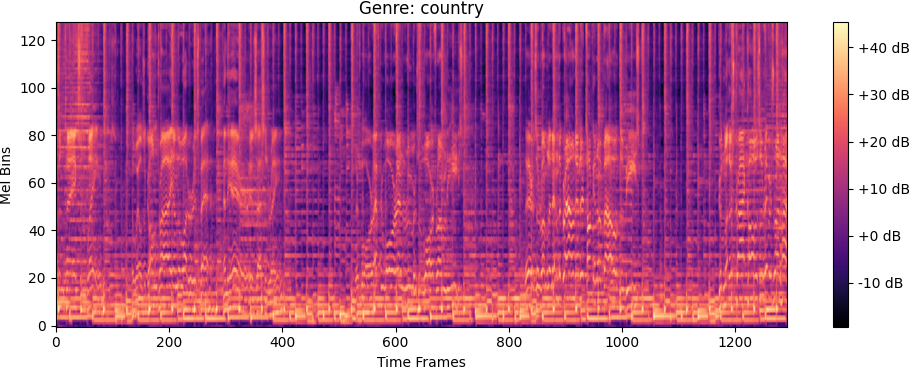 Genre: country
120
100
80
60
40
20
0
Mel Bins
0 200 400 600 800 1000 1200
Time Frames
+40 dB
+30 dB
+20 dB
+10 dB
+0 dB
-10 dB